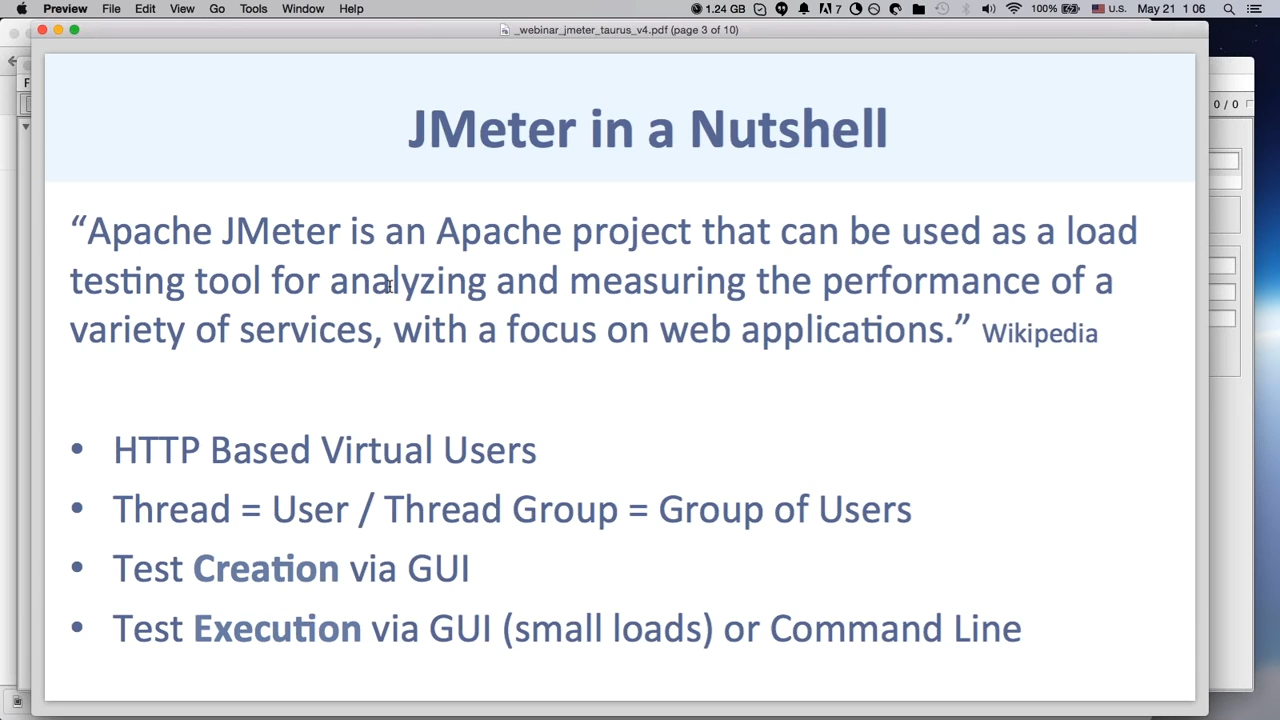 Preview File Edit View Go Tools Window Help 1.24 GB 7 100% U.S. May 21 1 06
_webinar_jmeter_taurus_v4.pdf (page 3 of 10)
F
0 / 0
JMeter in a Nutshell
“Apache JMeter is an Apache project that can be used as a load
testing tool for analyzing and measuring the performance of a
variety of services, with a focus on web applications.” Wikipedia
• HTTP Based Virtual Users
• Thread = User / Thread Group = Group of Users
• Test Creation via GUI
• Test Execution via GUI (small loads) or Command Line